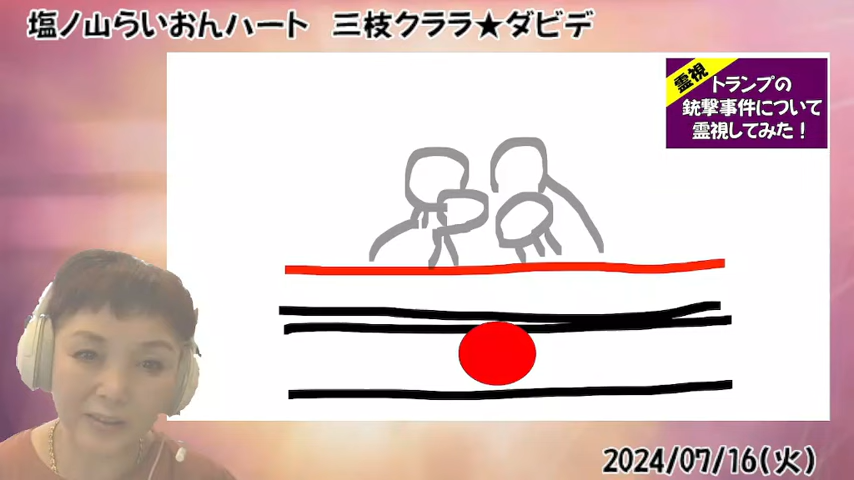 塩ノ山らいおんハート 三枝クララ★ダビデ
霊視
トランプの
銃撃事件について
霊視してみた！
2024/07/16(火)